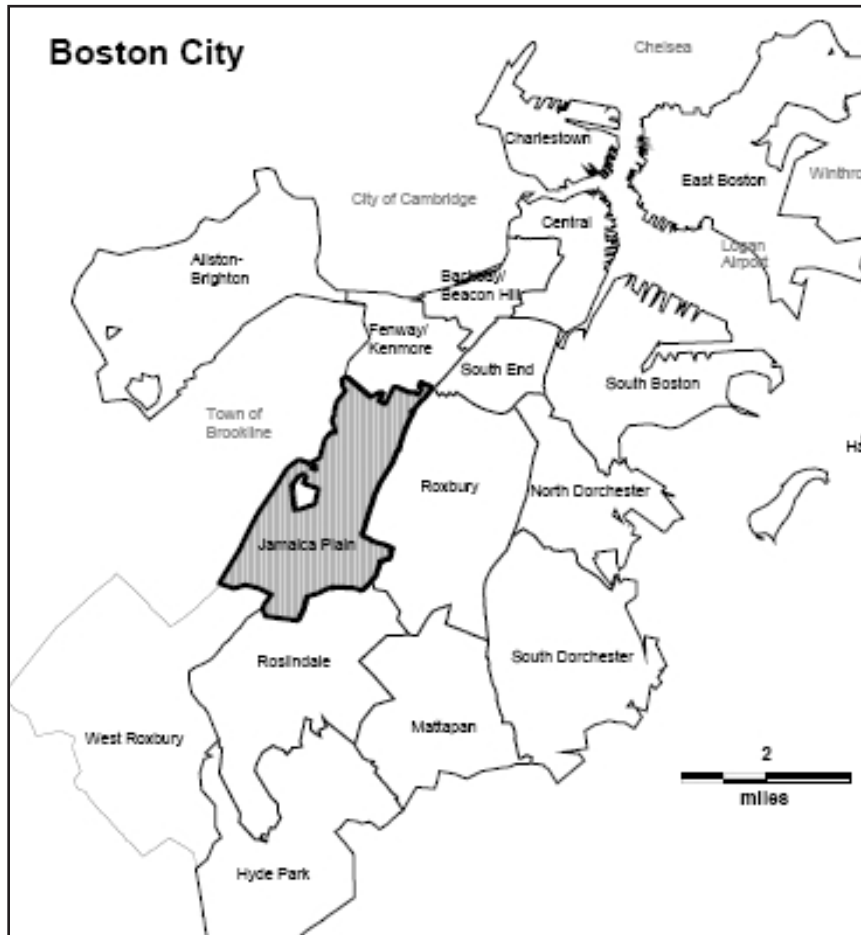 Boston City
Chelsea
Charlestown
East Boston
Winthro
City of Cambridge
Central
Logan
Airport
Allston-
Brighton
Backbay/
Beacon Hill
Fenway/
Kenmore
South End
South Boston
Town of
Brookline
Ha
Roxbury
North Dorchester
Jamaica Plain
Roslindale
South Dorchester
West Roxbury
Mattapan
2
miles
Hyde Park